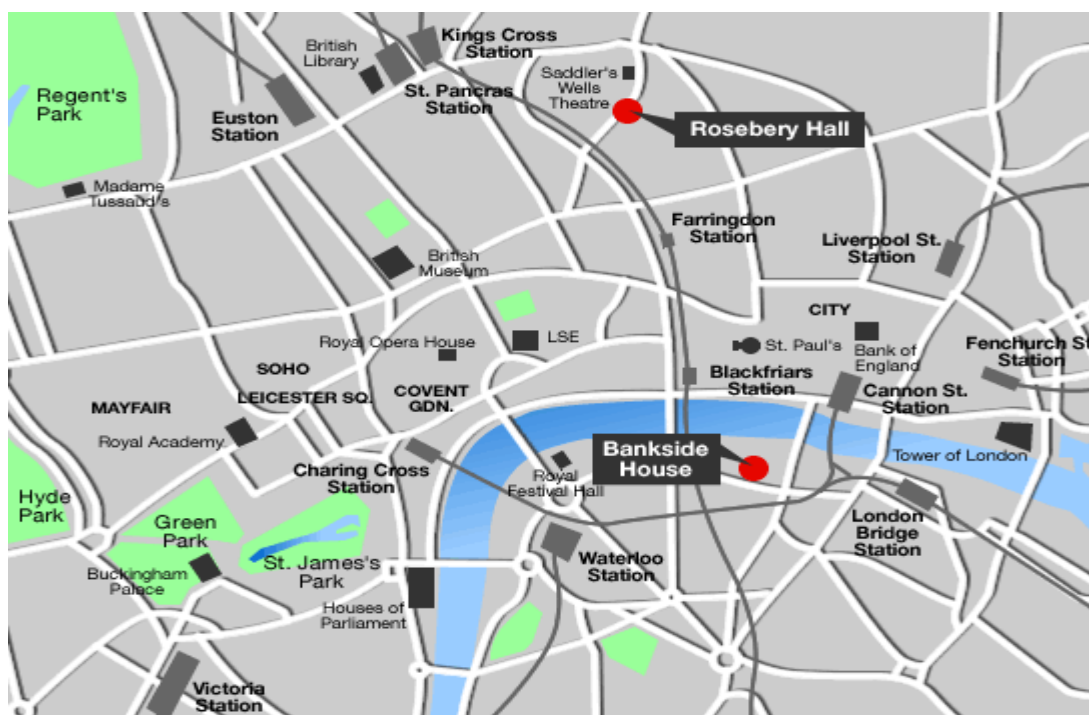 Kings Cross
Station
British
Library
Saddler's
Wells
Theatre
St. Pancras
Station
Regent's
Park
Euston
Station
Rosebery Hall
Madame
Tussaud's
Farringdon
Station
Liverpool St.
Station
British
Museum
CITY
Royal Opera House
LSE
St. Paul's
Bank of
England
Fenchurch St
Station
SOHO
LEICESTER SQ.
COVENT
GDN.
Blackfriars
Station
Cannon St.
Station
MAYFAIR
Royal Academy
Bankside
House
Tower of London
Charing Cross
Station
Royal
Festival Hall
Hyde
Park
Green
Park
London
Bridge
Station
St. James's
Park
Waterloo
Station
Buckingham
Palace
Houses of
Parliament
Victoria
Station